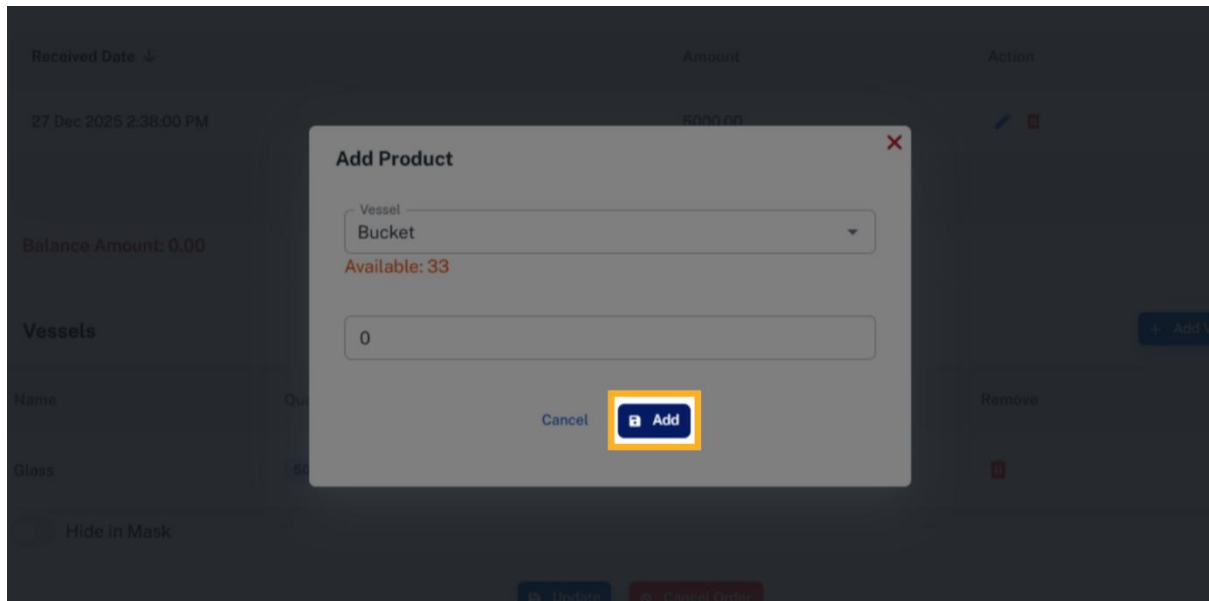 Received Date ↓ Amount Action
27 Dec 2025 2:38:00 PM 5000.00
Add Product
Vessel
Bucket
Balance Amount: 0.00
Available: 33
Vessels
+ Add
0
Name Remove
Cancel Add
Glass
Hide in Mask
Update Cancel Order